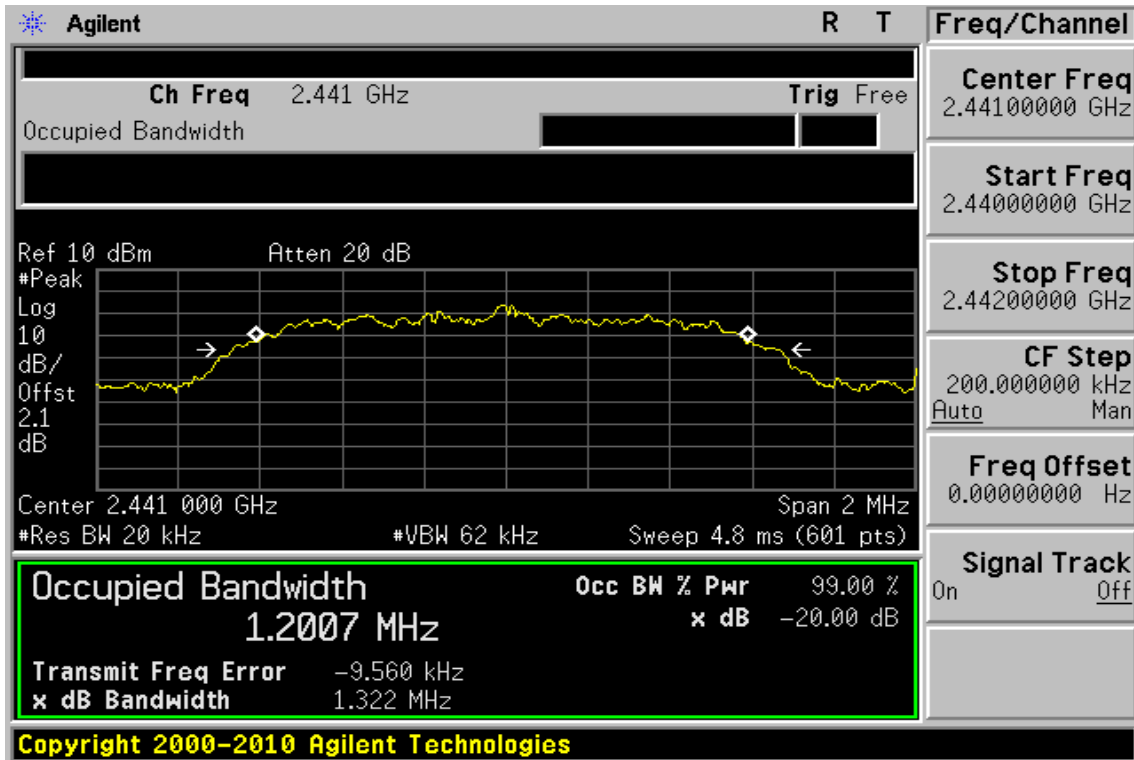 Agilent R T
Ch Freq 2.441 GHz Trig Free
Occupied Bandwidth
Ref 10 dBm Atten 20 dB
#Peak
Log
10
dB/
Offst
2.1
dB
Center 2.441 000 GHz Span 2 MHz
#Res BW 20 kHz #VBW 62 kHz Sweep 4.8 ms (601 pts)
Occupied Bandwidth
1.2007 MHz
Occ BW % Pwr 99.00 %
x dB -20.00 dB
Transmit Freq Error -9.560 kHz
x dB Bandwidth 1.322 MHz
Copyright 2000-2010 Agilent Technologies
Freq/Channel
Center Freq
2.44100000 GHz
Start Freq
2.44000000 GHz
Stop Freq
2.44200000 GHz
CF Step
200.000000 kHz
Auto Man
Freq Offset
0.00000000 Hz
Signal Track
On Off